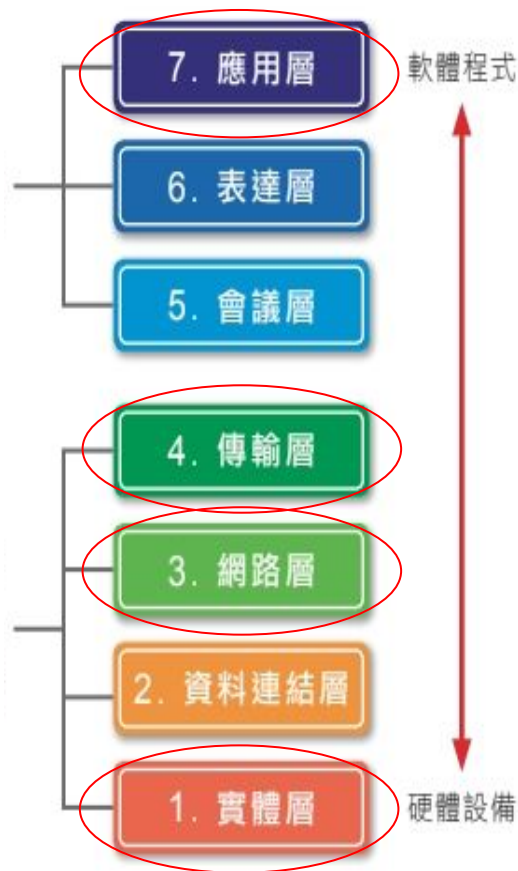 7. 應用層
軟體程式
6. 表達層
5. 會議層
4. 傳輸層
3. 網路層
2. 資料連結層
1. 實體層
硬體設備